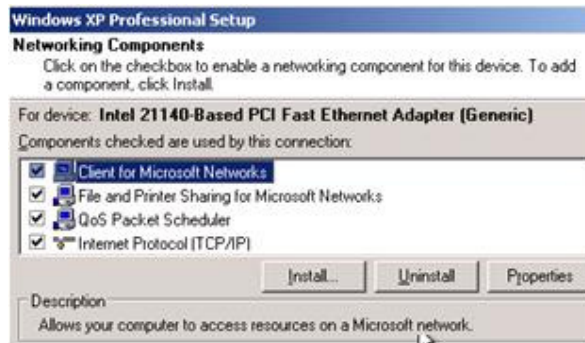 Windows XP Professional Setup
Networking Components
Click on the checkbox to enable a networking component for this device. To add
a component, click Install.
For device: Intel 21140-Based PCI Fast Ethernet Adapter (Generic)
Components checked are used by this connection:
Client for Microsoft Networks
File and Printer Sharing for Microsoft Networks
QoS Packet Scheduler
Internet Protocol (TCP/IP)
Install... Uninstall Properties
Description
Allows your computer to access resources on a Microsoft network.